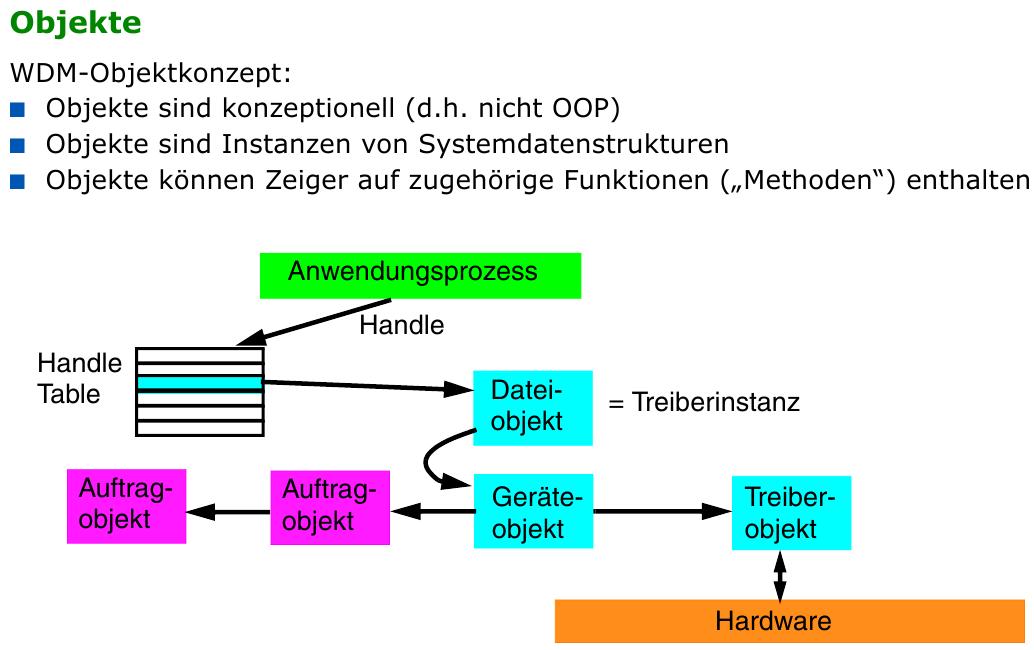 Objekte
WDM-Objektkonzept:
Objekte sind konzeptionell (d.h. nicht OOP)
Objekte sind Instanzen von Systemdatenstrukturen
Objekte können Zeiger auf zugehörige Funktionen („Methoden“) enthalten
Anwendungsprozess
Handle
Handle
Table
Datei-
objekt
= Treiberinstanz
Auftrag-
objekt
Auftrag-
objekt
Geräte-
objekt
Treiber-
objekt
Hardware